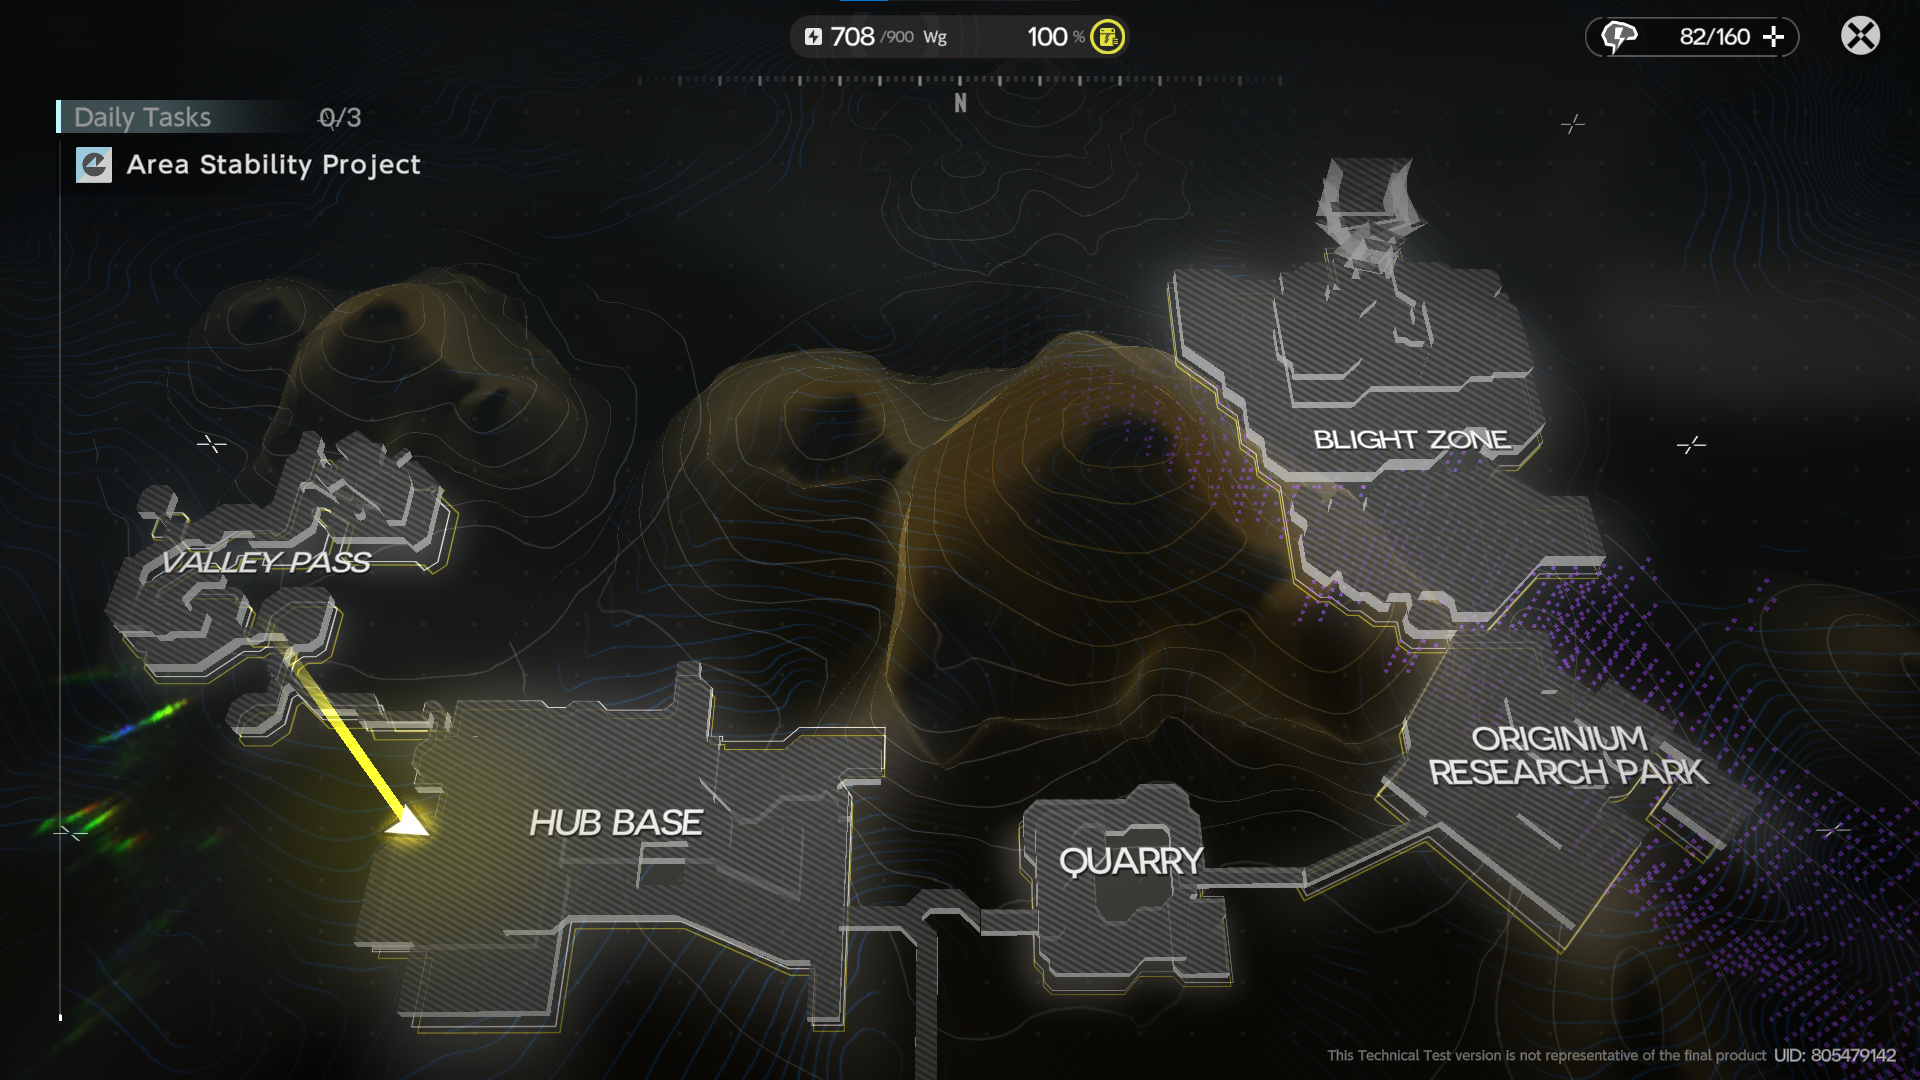 708 /900 Wg 100 %
82/160
N
Daily Tasks 0/3
Area Stability Project
BLIGHT ZONE
VALLEY PASS
ORIGINIUM
RESEARCH PARK
HUB BASE
QUARRY
This Technical Test version is not representative of the final product UID: 805479142